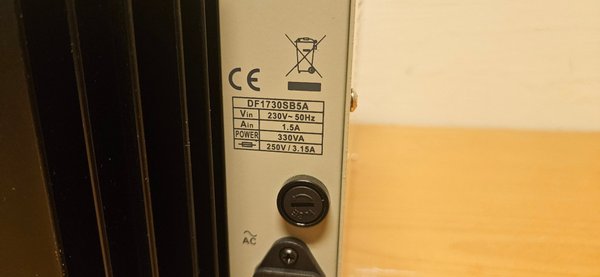 CE
DF1730SB5A
Vin 230V~ 50Hz
Ain 1.5A
POWER 330VA
250V / 3.15A
AC